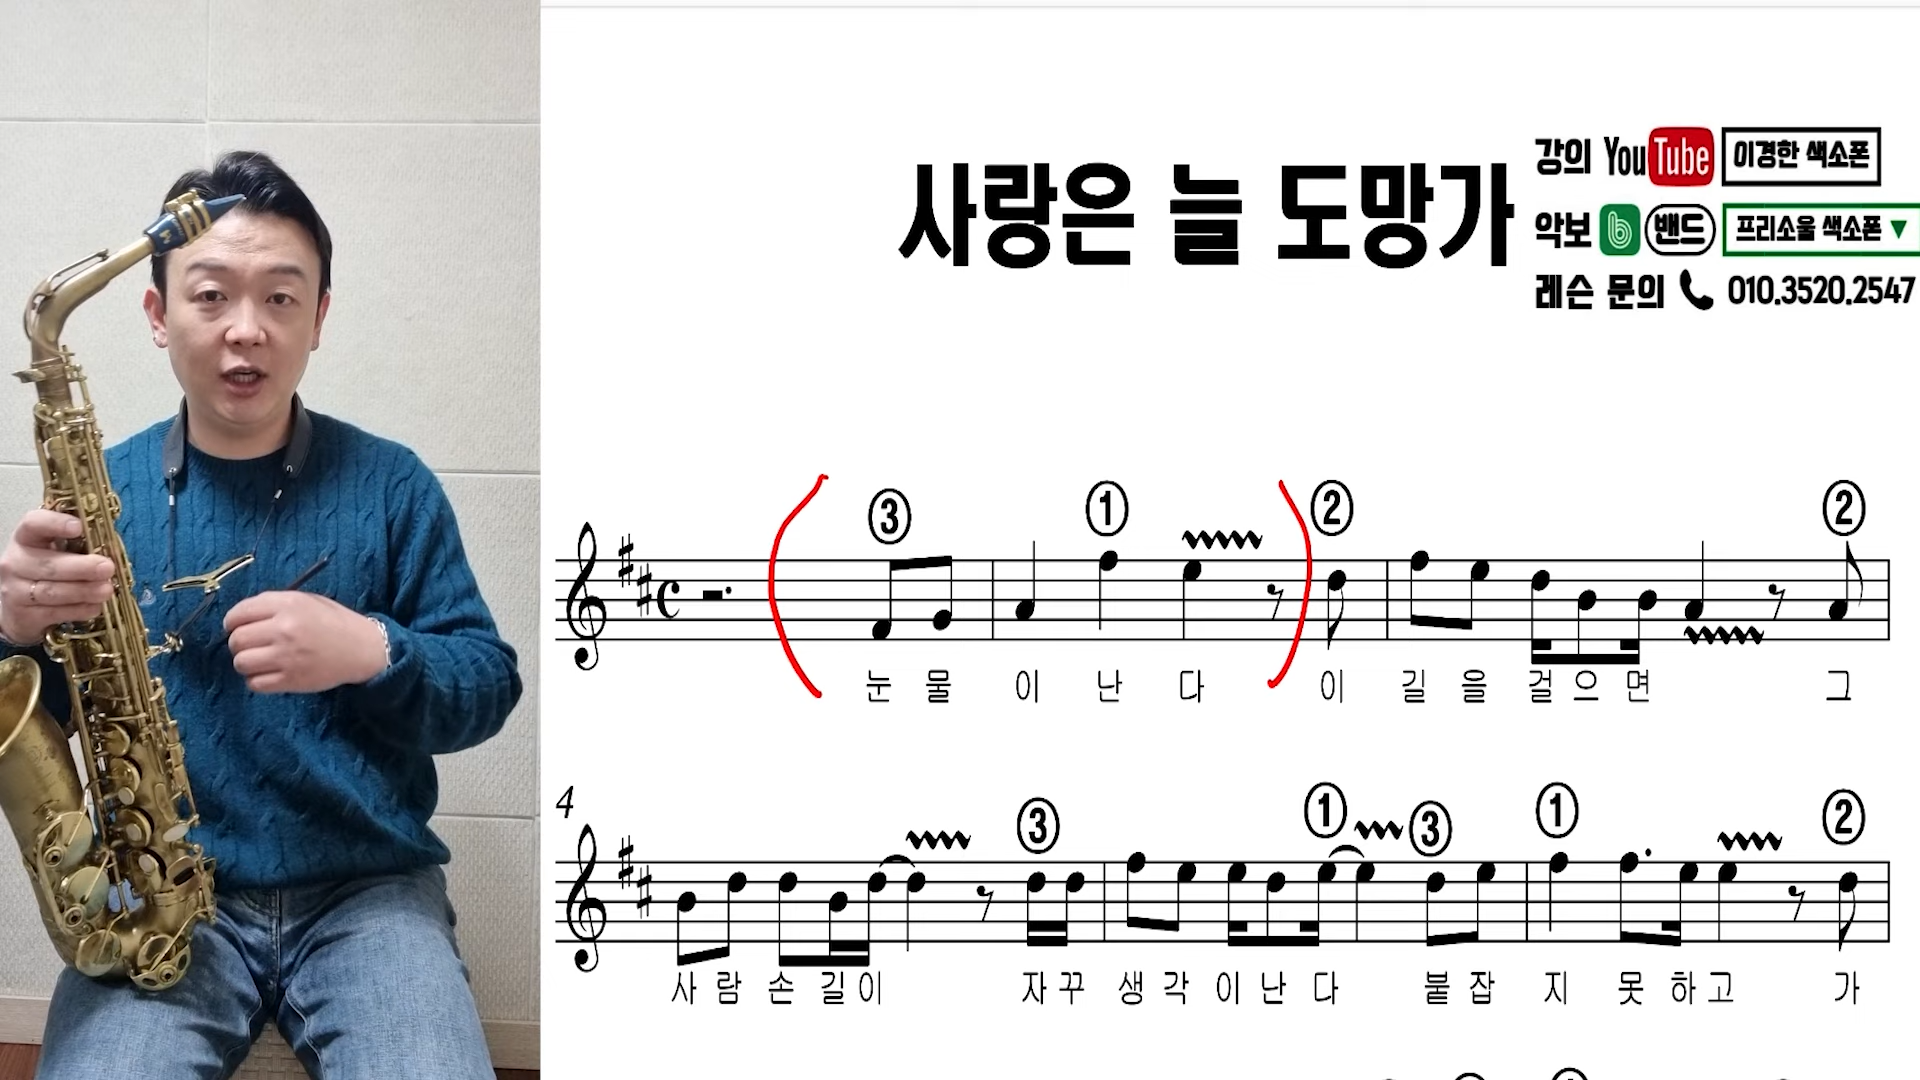 사랑은 늘 도망가
강의 YouTube 이경한 색소폰
악보 b 밴드 프리소울 색소폰 ▼
레슨 문의 010.3520.2547
③ ① ② ②
눈 물 이 난 다 이 길 을 걸 으 면 그
4
③ ① ③ ① ②
사 람 손 길 이 자 꾸 생 각 이 난 다 붙 잡 지 못 하 고 가